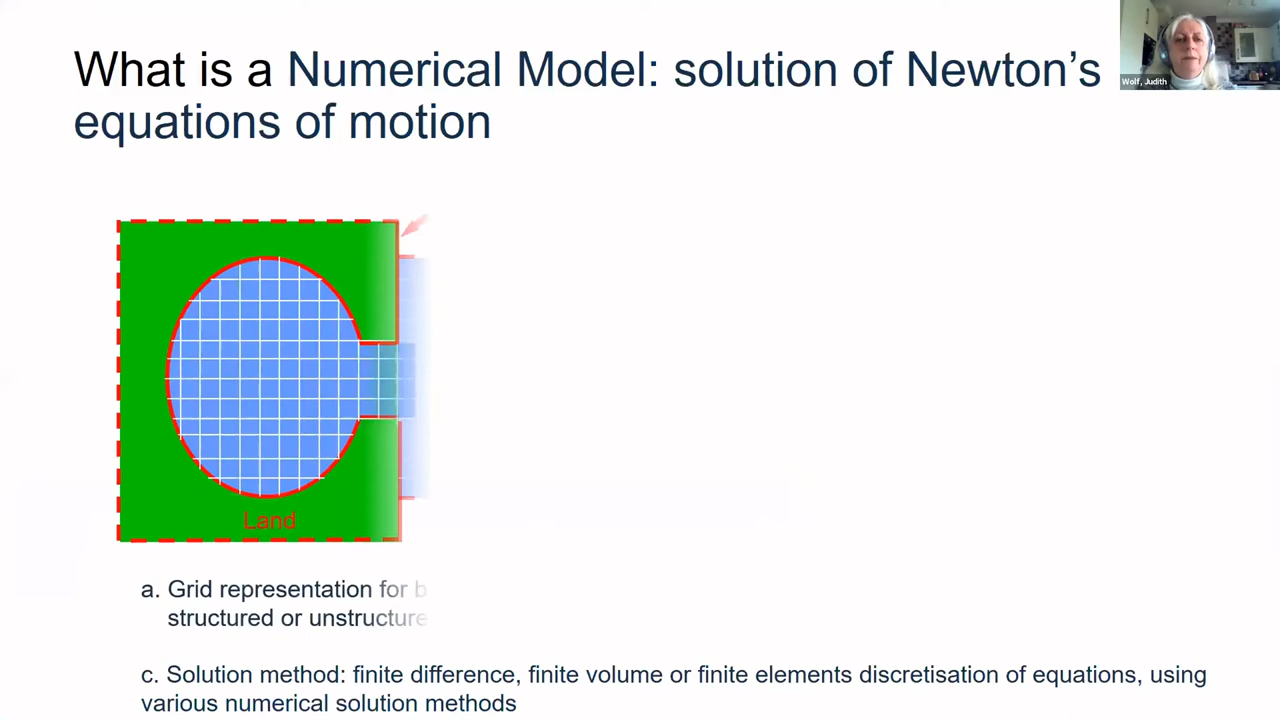 What is a Numerical Model: solution of Newton’s
equations of motion
Wolf, Judith
Land
a. Grid representation for
structured or unstructure
c. Solution method: finite difference, finite volume or finite elements discretisation of equations, using
various numerical solution methods